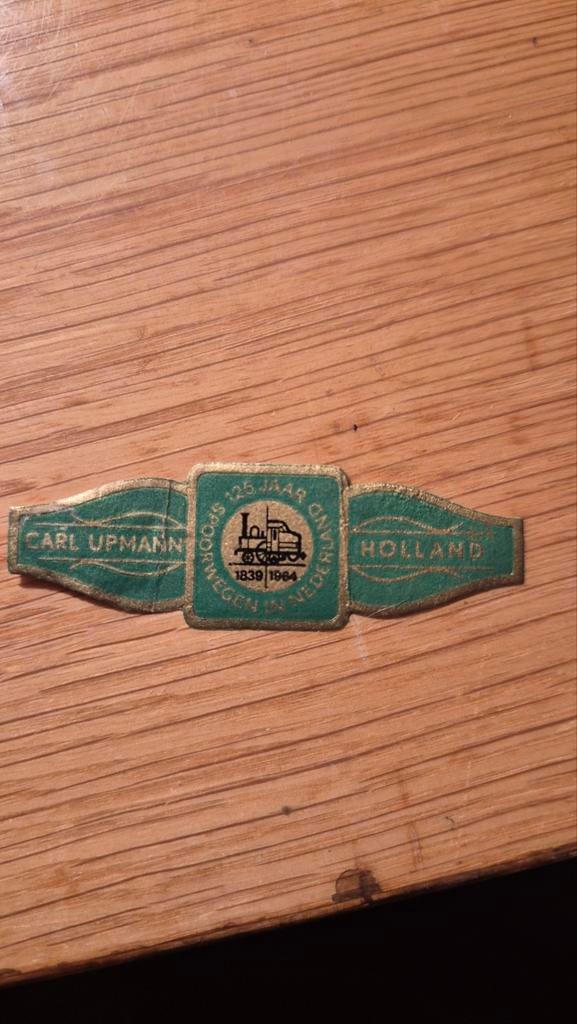 CARL UPMANN
125 JAAR SPOORWEGEN IN NEDERLAND
1839 1964
HOLLAND